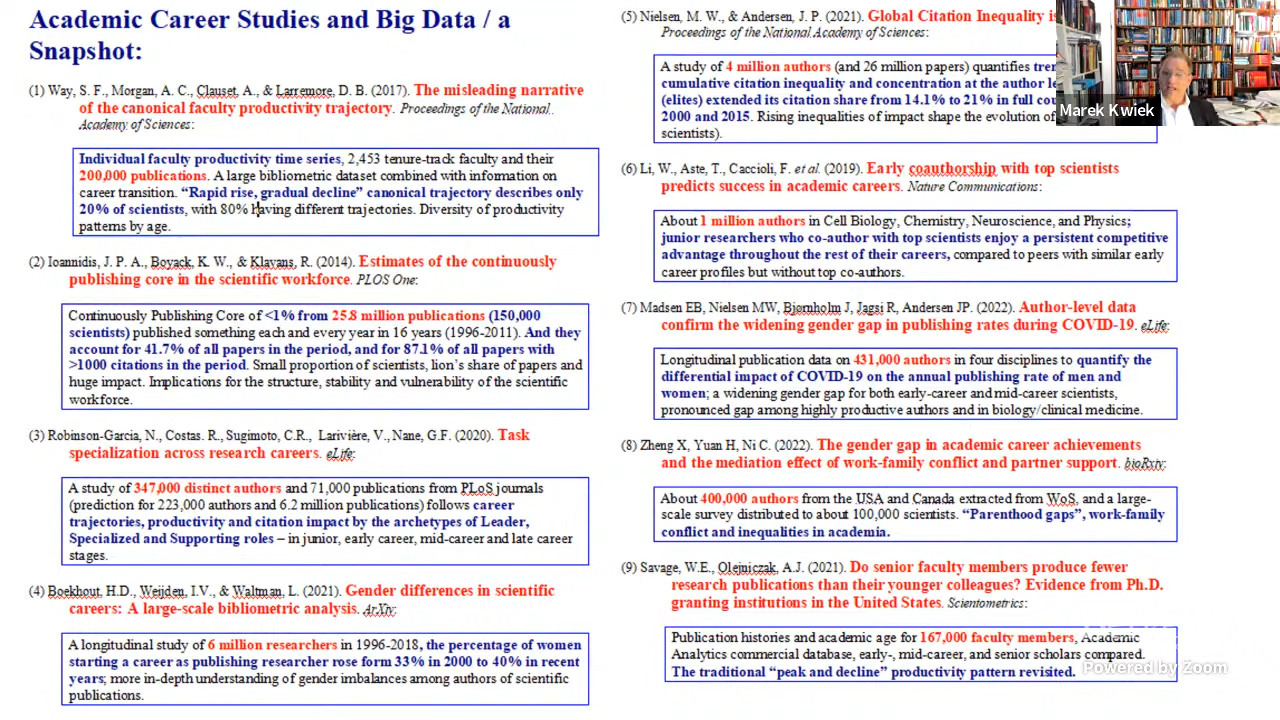 Academic Career Studies and Big Data / a
Snapshot:
(1) Way, S. F., Morgan, A. C., Clauset, A., & Larremore, D. B. (2017). The misleading narrative
of the canonical faculty productivity trajectory. Proceedings of the National
Academy of Sciences:
Individual faculty productivity time series, 2,453 tenure-track faculty and their
200,000 publications. A large bibliometric dataset combined with information on
career transition. “Rapid rise, gradual decline” canonical trajectory describes only
20% of scientists, with 80% having different trajectories. Diversity of productivity
patterns by age.
(2) Ioannidis, J. P. A., Boyack, K. W., & Klavans, R. (2014). Estimates of the continuously
publishing core in the scientific workforce. PLOS One:
Continuously Publishing Core of <1% from 25.8 million publications (150,000
scientists) published something each and every year in 16 years (1996-2011). And they
account for 41.7% of all papers in the period, and for 87.1% of all papers with
>1000 citations in the period. Small proportion of scientists, lion’s share of papers and
huge impact. Implications for the structure, stability and vulnerability of the scientific
workforce.
(3) Robinson-Garcia, N., Costas. R., Sugimoto, C.R., Larivière, V., Nane, G.F. (2020). Task
specialization across research careers. eLife:
A study of 347,000 distinct authors and 71,000 publications from PLoS journals
(prediction for 223,000 authors and 6.2 million publications) follows career
trajectories, productivity and citation impact by the archetypes of Leader,
Specialized and Supporting roles – in junior, early career, mid-career and late career
stages.
(4) Boekhout, H.D., Weijden, I.V., & Waltman, L. (2021). Gender differences in scientific
careers: A large-scale bibliometric analysis. ArXiv:
A longitudinal study of 6 million researchers in 1996-2018, the percentage of women
starting a career as publishing researcher rose form 33% in 2000 to 40% in recent
years; more in-depth understanding of gender imbalances among authors of scientific
publications.
(5) Nielsen, M. W., & Andersen, J. P. (2021). Global Citation Inequality is
Proceedings of the National Academy of Sciences:
A study of 4 million authors (and 26 million papers) quantifies
cumulative citation inequality and concentration at the author
(elites) extended its citation share from 14.1% to 21% in full
2000 and 2015. Rising inequalities of impact shape the evolution of
scientists).
Marek Kwiek
(6) Li, W., Aste, T., Caccioli, F. et al. (2019). Early coauthorship with top scientists
predicts success in academic careers. Nature Communications:
About 1 million authors in Cell Biology, Chemistry, Neuroscience, and Physics;
junior researchers who co-author with top scientists enjoy a persistent competitive
advantage throughout the rest of their careers, compared to peers with similar early
career profiles but without top co-authors.
(7) Madsen EB, Nielsen MW, Bjørnholm J, Jagsi R, Andersen JP. (2022). Author-level data
confirm the widening gender gap in publishing rates during COVID-19. eLife:
Longitudinal publication data on 431,000 authors in four disciplines to quantify the
differential impact of COVID-19 on the annual publishing rate of men and
women; a widening gender gap for both early-career and mid-career scientists,
pronounced gap among highly productive authors and in biology/clinical medicine.
(8) Zheng X, Yuan H, Ni C. (2022). The gender gap in academic career achievements
and the mediation effect of work-family conflict and partner support. bioRxiv:
About 400,000 authors from the USA and Canada extracted from WoS, and a large-
scale survey distributed to about 100,000 scientists. “Parenthood gaps”, work-family
conflict and inequalities in academia.
(9) Savage, W.E., Olejniczak, A.J. (2021). Do senior faculty members produce fewer
research publications than their younger colleagues? Evidence from Ph.D.
granting institutions in the United States. Scientometrics:
Publication histories and academic age for 167,000 faculty members, Academic
Analytics commercial database, early-, mid-career, and senior scholars compared.
The traditional “peak and decline” productivity pattern revisited.
Powered by Zoom